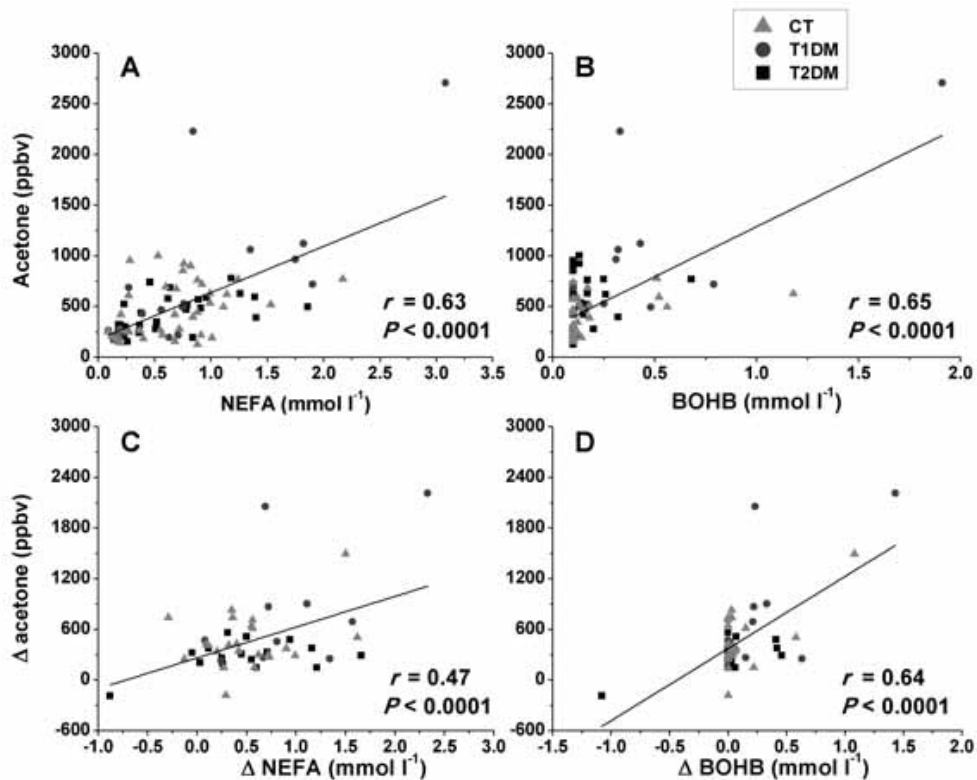 CT
T1DM
T2DM
A
3000
2500
2000
1500
1000
500
0
Acetone (ppbv)
0.0 0.5 1.0 1.5 2.0 2.5 3.0 3.5
NEFA (mmol l⁻¹)
r = 0.63
P < 0.0001
B
3000
2500
2000
1500
1000
500
0
0.0 0.5 1.0 1.5 2.0
BOHB (mmol l⁻¹)
r = 0.65
P < 0.0001
C
3000
2400
1800
1200
600
0
-600
Δ acetone (ppbv)
-1.0 -0.5 0.0 0.5 1.0 1.5 2.0 2.5 3.0
Δ NEFA (mmol l⁻¹)
r = 0.47
P < 0.0001
D
3000
2400
1800
1200
600
0
-600
-1.5 -1.0 -0.5 0.0 0.5 1.0 1.5 2.0
Δ BOHB (mmol l⁻¹)
r = 0.64
P < 0.0001